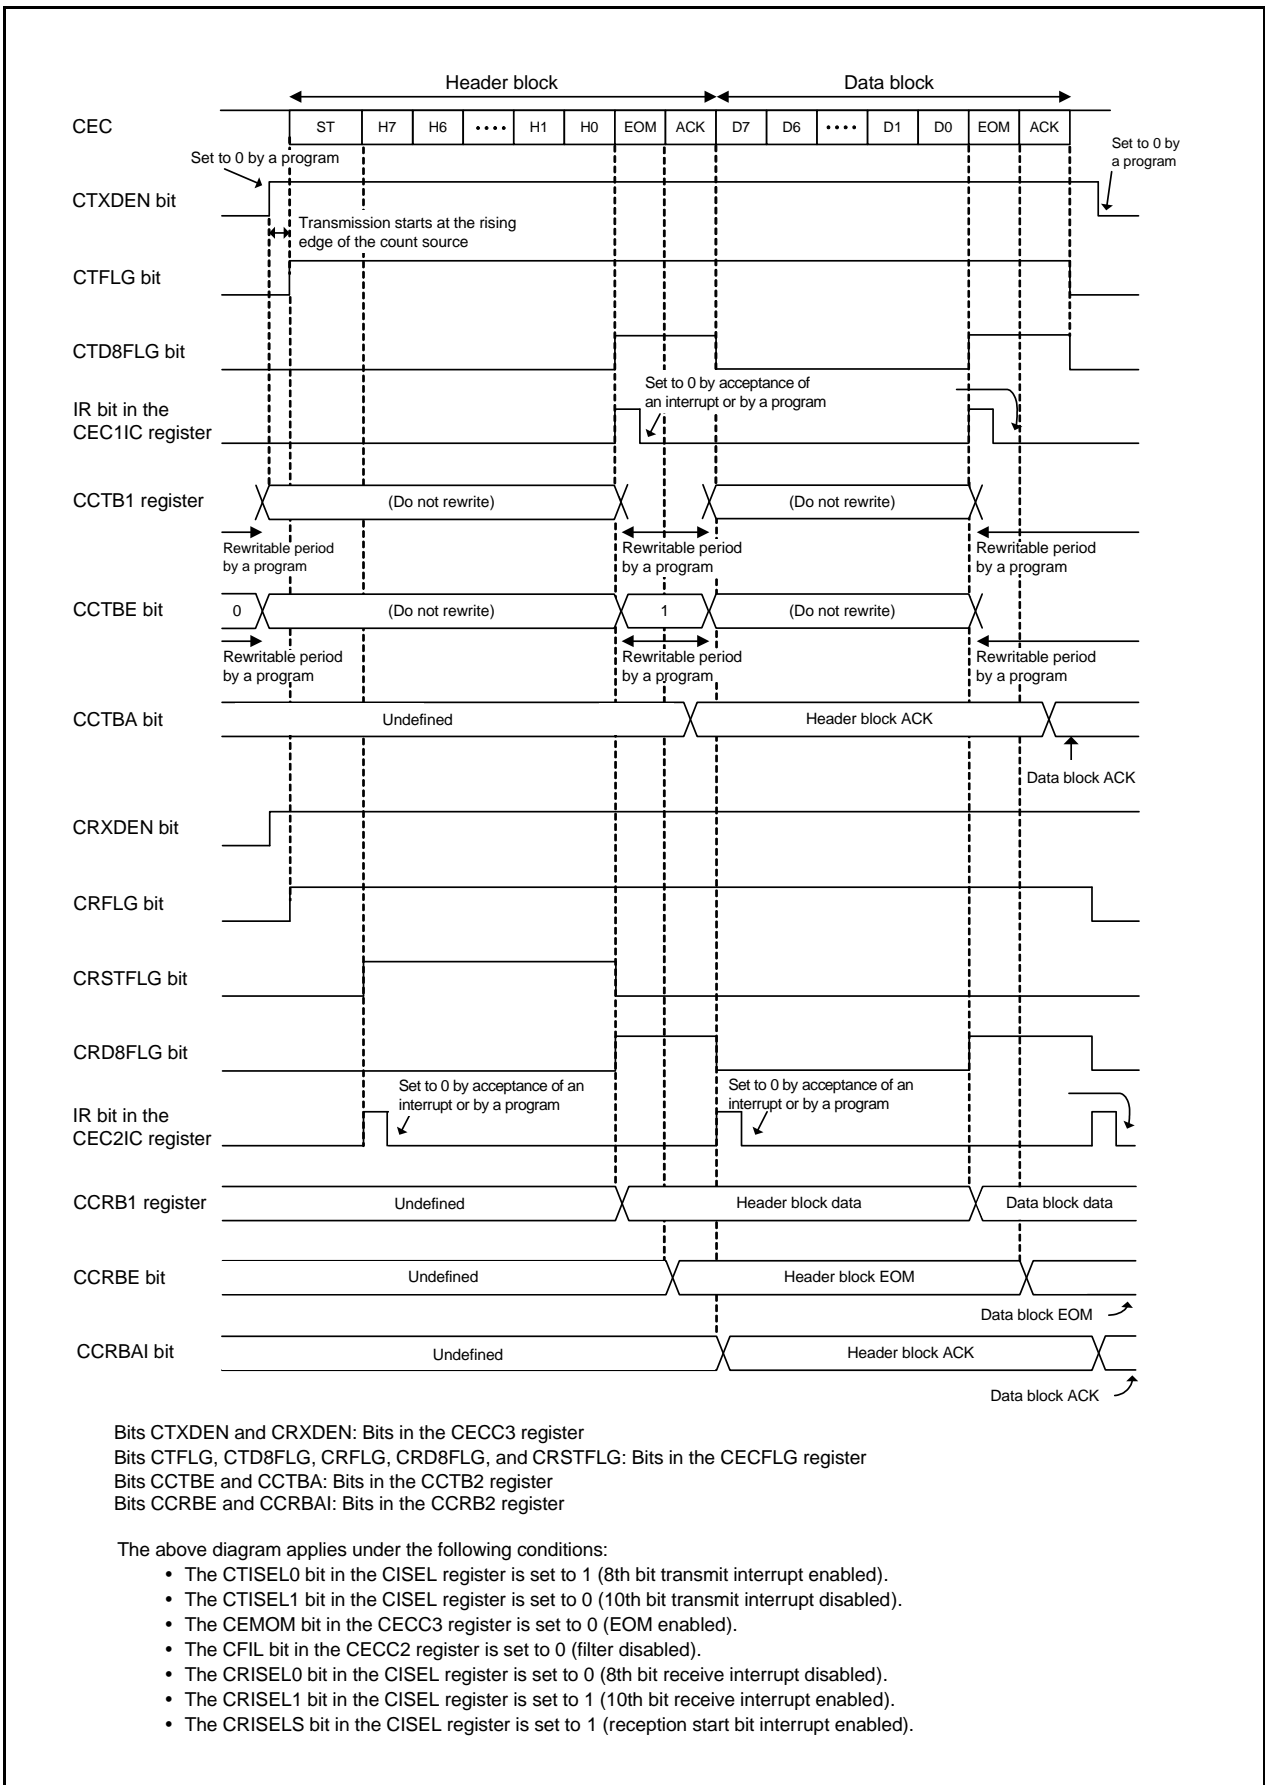 Header block
Data block
CEC
ST H7 H6 •••• H1 H0 EOM ACK D7 D6 •••• D1 D0 EOM ACK
Set to 0 by a program
Set to 0 by
a program
CTXDEN bit
Transmission starts at the rising
edge of the count source
CTFLG bit
CTD8FLG bit
Set to 0 by acceptance of
an interrupt or by a program
IR bit in the
CEC1IC register
CCTB1 register
(Do not rewrite)
(Do not rewrite)
Rewritable period
by a program
Rewritable period
by a program
Rewritable period
by a program
CCTBE bit
0
(Do not rewrite)
1
(Do not rewrite)
Rewritable period
by a program
Rewritable period
by a program
Rewritable period
by a program
CCTBA bit
Undefined
Header block ACK
Data block ACK
CRXDEN bit
CRFLG bit
CRSTFLG bit
CRD8FLG bit
Set to 0 by acceptance of an
interrupt or by a program
Set to 0 by acceptance of an
interrupt or by a program
IR bit in the
CEC2IC register
CCRB1 register
Undefined
Header block data
Data block data
CCRBE bit
Undefined
Header block EOM
Data block EOM
CCRBAI bit
Undefined
Header block ACK
Data block ACK
Bits CTXDEN and CRXDEN: Bits in the CECC3 register
Bits CTFLG, CTD8FLG, CRFLG, CRD8FLG, and CRSTFLG: Bits in the CECFLG register
Bits CCTBE and CCTBA: Bits in the CCTB2 register
Bits CCRBE and CCRBAI: Bits in the CCRB2 register
The above diagram applies under the following conditions:
• The CTISEL0 bit in the CISEL register is set to 1 (8th bit transmit interrupt enabled).
• The CTISEL1 bit in the CISEL register is set to 0 (10th bit transmit interrupt disabled).
• The CEMOM bit in the CECC3 register is set to 0 (EOM enabled).
• The CFIL bit in the CECC2 register is set to 0 (filter disabled).
• The CRISEL0 bit in the CISEL register is set to 0 (8th bit receive interrupt disabled).
• The CRISEL1 bit in the CISEL register is set to 1 (10th bit receive interrupt enabled).
• The CRISELS bit in the CISEL register is set to 1 (reception start bit interrupt enabled).